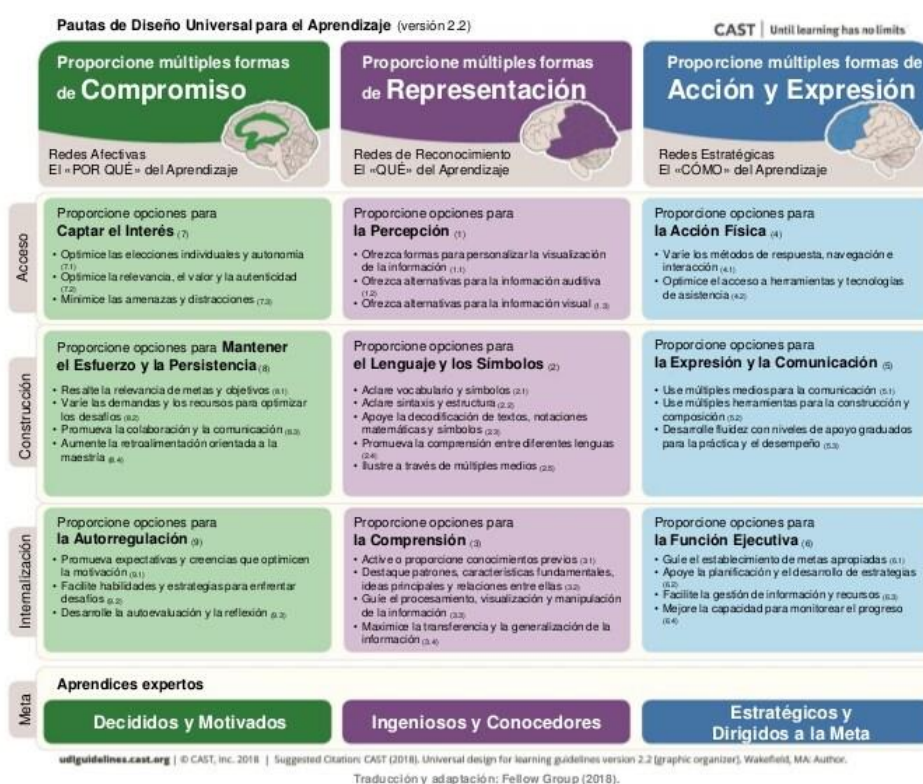 Pautas de Diseño Universal para el Aprendizaje (versión 2.2)
CAST | Until learning has no limits
Proporcione múltiples formas
de Compromiso
Redes Afectivas
El «POR QUÉ» del Aprendizaje
Proporcione múltiples formas
de Representación
Redes de Reconocimiento
El «QUÉ» del Aprendizaje
Proporcione múltiples formas de
Acción y Expresión
Redes Estratégicas
El «CÓMO» del Aprendizaje
Acceso
Proporcione opciones para
Captar el Interés (7)
• Optimice las elecciones individuales y autonomía
(7.1)
• Optimice la relevancia, el valor y la autenticidad
(7.2)
• Minimice las amenazas y distracciones (7.3)
Proporcione opciones para
la Percepción (1)
• Ofrezca formas para personalizar la visualización
de la información (1.1)
• Ofrezca alternativas para la información auditiva
(1.2)
• Ofrezca alternativas para la información visual (1.3)
Proporcione opciones para
la Acción Física (4)
• Varíe los métodos de respuesta, navegación e
interacción (4.1)
• Optimice el acceso a herramientas y tecnologías
de asistencia (4.2)
Construcción
Proporcione opciones para Mantener
el Esfuerzo y la Persistencia (8)
• Resalte la relevancia de metas y objetivos (8.1)
• Varíe las demandas y los recursos para optimizar
los desafíos (8.2)
• Promueva la colaboración y la comunicación (8.3)
• Aumente la retroalimentación orientada a la
maestría (8.4)
Proporcione opciones para
el Lenguaje y los Símbolos (2)
• Aclare vocabulario y símbolos (2.1)
• Aclare sintaxis y estructura (2.2)
• Apoye la decodificación de textos, notaciones
matemáticas y símbolos (2.3)
• Promueva la comprensión entre diferentes lenguas
(2.4)
• Ilustre a través de múltiples medios (2.5)
Proporcione opciones para
la Expresión y la Comunicación (5)
• Use múltiples medios para la comunicación (5.1)
• Use múltiples herramientas para la construcción y
composición (5.2)
• Desarrolle fluidez con niveles de apoyo graduados
para la práctica y el desempeño (5.3)
Internalización
Proporcione opciones para
la Autorregulación (9)
• Promueva expectativas y creencias que optimicen
la motivación (9.1)
• Facilite habilidades y estrategias para enfrentar
desafíos (9.2)
• Desarrolle la autoevaluación y la reflexión (9.3)
Proporcione opciones para
la Comprensión (3)
• Active o proporcione conocimientos previos (3.1)
• Destaque patrones, características fundamentales,
ideas principales y relaciones entre ellas (3.2)
• Guíe el procesamiento, visualización y manipulación
de la información (3.3)
• Maximice la transferencia y la generalización de la
información (3.4)
Proporcione opciones para
la Función Ejecutiva (6)
• Guíe el establecimiento de metas apropiadas (6.1)
• Apoye la planificación y el desarrollo de estrategias
(6.2)
• Facilite la gestión de información y recursos (6.3)
• Mejore la capacidad para monitorear el progreso
(6.4)
Meta
Aprendices expertos
Decididos y Motivados
Ingeniosos y Conocedores
Estratégicos y
Dirigidos a la Meta
udlguidelines.cast.org | © CAST, Inc. 2018 | Suggested Citation: CAST (2018). Universal design for learning guidelines version 2.2 [graphic organizer]. Wakefield, MA: Author.
Traducción y adaptación: Fellow Group (2018).